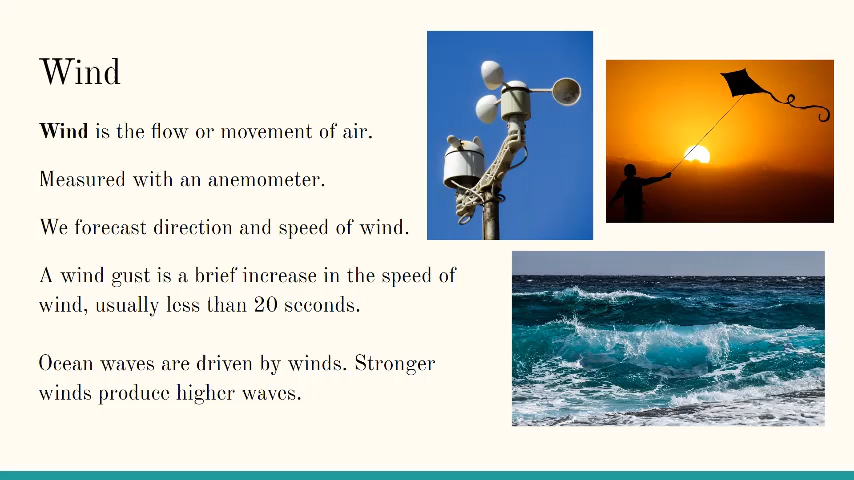 Wind
Wind is the flow or movement of air.
Measured with an anemometer.
We forecast direction and speed of wind.
A wind gust is a brief increase in the speed of
wind, usually less than 20 seconds.
Ocean waves are driven by winds. Stronger
winds produce higher waves.